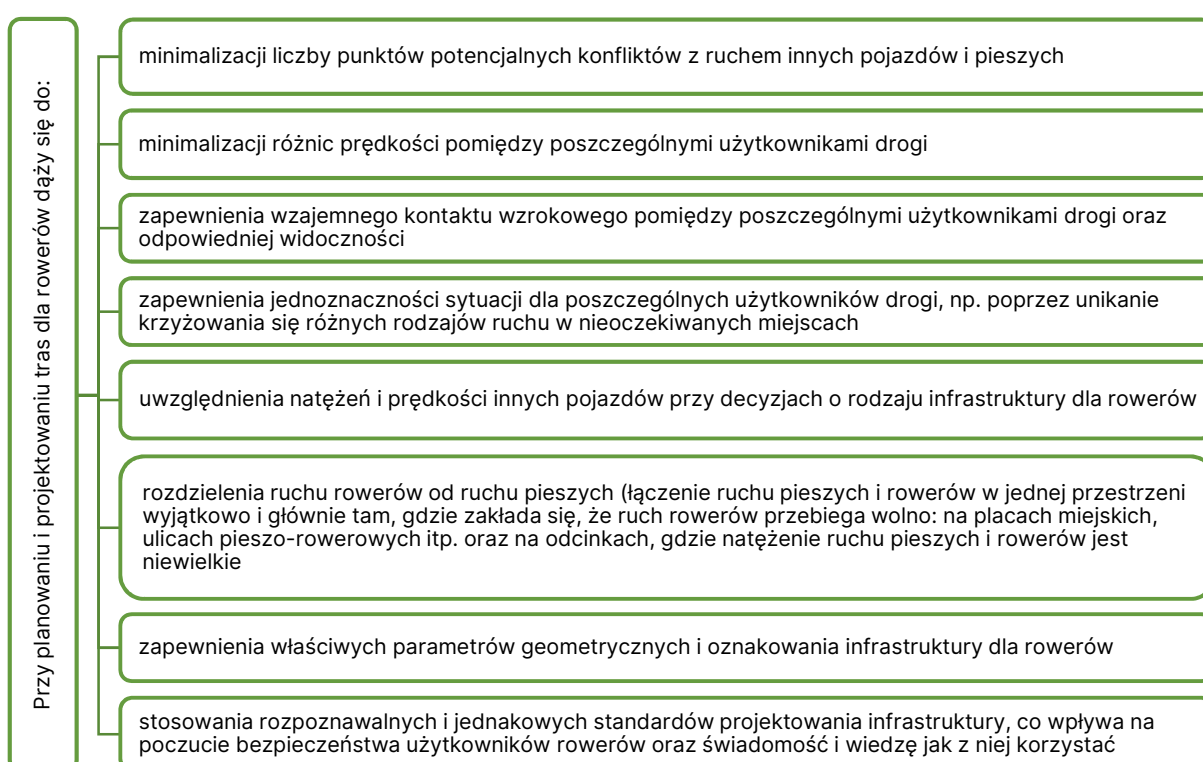 Przy planowaniu i projektowaniu tras dla rowerów dąży się do:
minimalizacji liczby punktów potencjalnych konfliktów z ruchem innych pojazdów i pieszych
minimalizacji różnic prędkości pomiędzy poszczególnymi użytkownikami drogi
zapewnienia wzajemnego kontaktu wzrokowego pomiędzy poszczególnymi użytkownikami drogi oraz
odpowiedniej widoczności
zapewnienia jednoznaczności sytuacji dla poszczególnych użytkowników drogi, np. poprzez unikanie
krzyżowania się różnych rodzajów ruchu w nieoczekiwanych miejscach
uwzględnienia natężeń i prędkości innych pojazdów przy decyzjach o rodzaju infrastruktury dla rowerów
rozdzielenia ruchu rowerów od ruchu pieszych (łączenie ruchu pieszych i rowerów w jednej przestrzeni
wyjątkowo i głównie tam, gdzie zakłada się, że ruch rowerów przebiega wolno: na placach miejskich,
ulicach pieszo-rowerowych itp. oraz na odcinkach, gdzie natężenie ruchu pieszych i rowerów jest
niewielkie
zapewnienia właściwych parametrów geometrycznych i oznakowania infrastruktury dla rowerów
stosowania rozpoznawalnych i jednakowych standardów projektowania infrastruktury, co wpływa na
poczucie bezpieczeństwa użytkowników rowerów oraz świadomość i wiedzę jak z niej korzystać